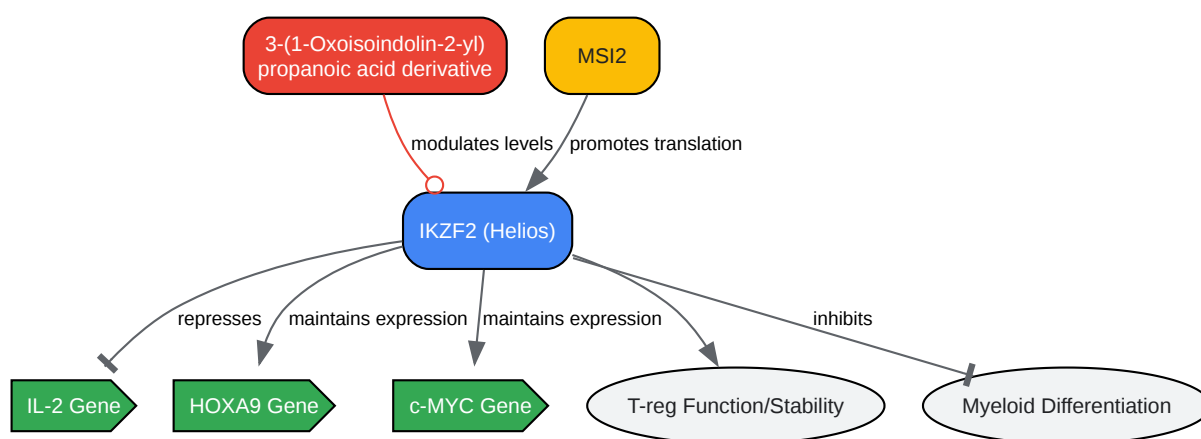 3-(1-Oxoisoindolin-2-yl)
propanoic acid derivative
MSI2
modulates levels
promotes translation
IKZF2 (Helios)
represses
maintains expression
maintains expression
inhibits
IL-2 Gene
HOXA9 Gene
c-MYC Gene
T-reg Function/Stability
Myeloid Differentiation